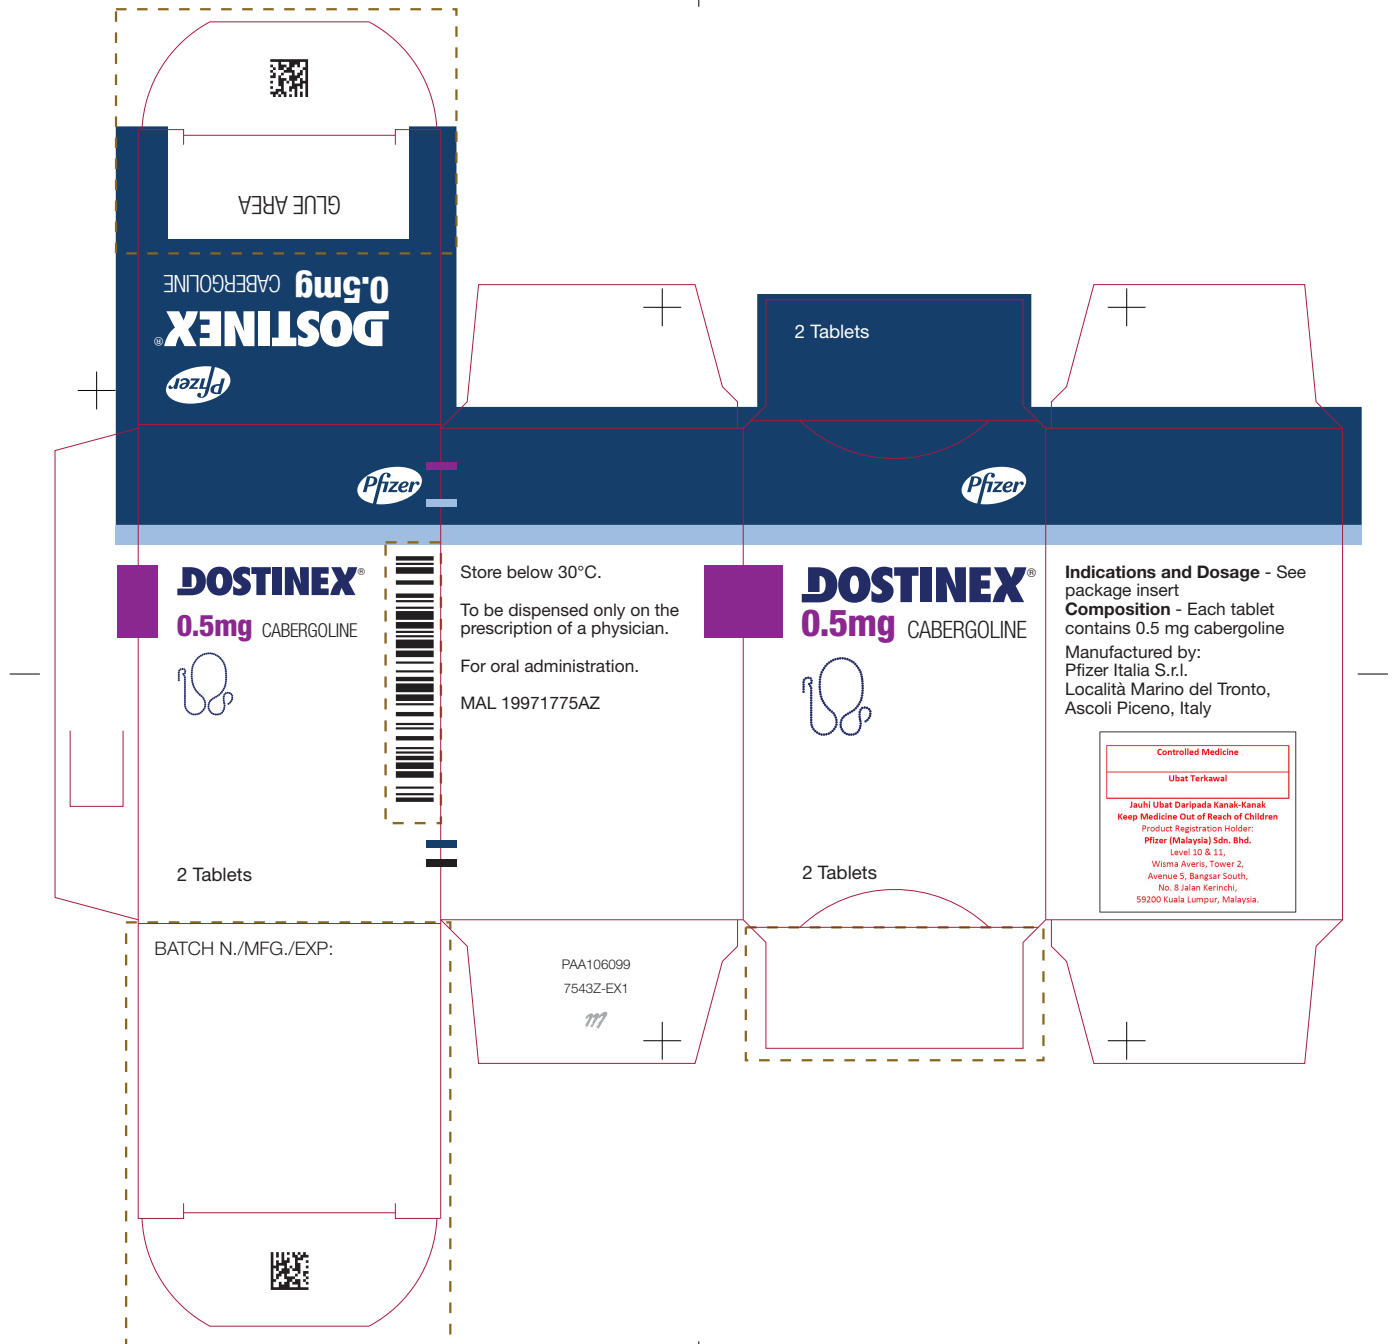 GLUE AREA
0.5mg CABERGOLINE
DOSTINEX®
Pfizer
2 Tablets
Pfizer
Pfizer
DOSTINEX®
0.5mg CABERGOLINE
2 Tablets
Store below 30°C.
To be dispensed only on the
prescription of a physician.
For oral administration.
MAL 19971775AZ
DOSTINEX®
0.5mg CABERGOLINE
2 Tablets
Indications and Dosage - See
package insert
Composition - Each tablet
contains 0.5 mg cabergoline
Manufactured by:
Pfizer Italia S.r.l.
Località Marino del Tronto,
Ascoli Piceno, Italy
Controlled Medicine
Ubat Terkawal
Jauhi Ubat Daripada Kanak-Kanak
Keep Medicine Out of Reach of Children
Product Registration Holder:
Pfizer (Malaysia) Sdn. Bhd.
Level 10 & 11,
Wisma Averis, Tower 2,
Avenue 5, Bangsar South,
No. 8 Jalan Kerinchi,
59200 Kuala Lumpur, Malaysia.
BATCH N./MFG./EXP:
PAA106099
7543Z-EX1